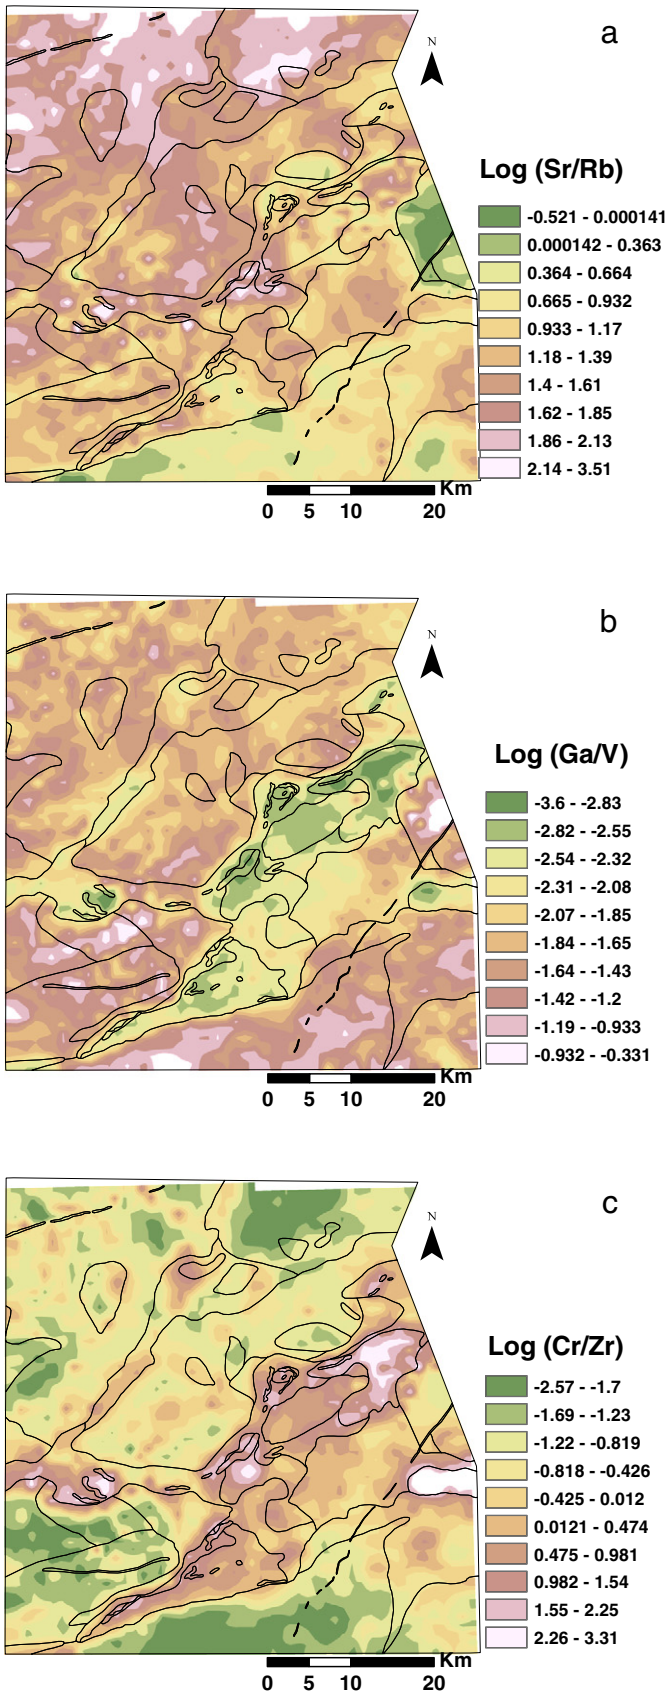 a
N
Log (Sr/Rb)
-0.521 - 0.000141
0.000142 - 0.363
0.364 - 0.664
0.665 - 0.932
0.933 - 1.17
1.18 - 1.39
1.4 - 1.61
1.62 - 1.85
1.86 - 2.13
2.14 - 3.51
Km
0 5 10 20
b
N
Log (Ga/V)
-3.6 - -2.83
-2.82 - -2.55
-2.54 - -2.32
-2.31 - -2.08
-2.07 - -1.85
-1.84 - -1.65
-1.64 - -1.43
-1.42 - -1.2
-1.19 - -0.933
-0.932 - -0.331
Km
0 5 10 20
c
N
Log (Cr/Zr)
-2.57 - -1.7
-1.69 - -1.23
-1.22 - -0.819
-0.818 - -0.426
-0.425 - 0.012
0.0121 - 0.474
0.475 - 0.981
0.982 - 1.54
1.55 - 2.25
2.26 - 3.31
Km
0 5 10 20